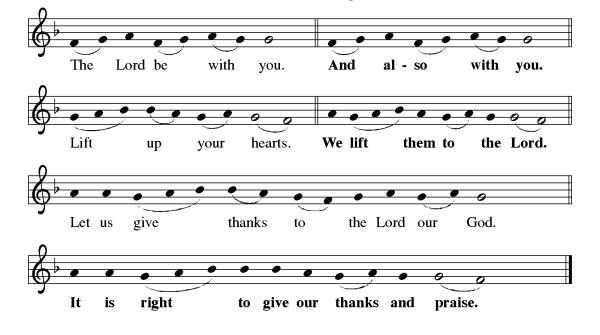 The Lord be with you. And al - so with you.
Lift up your hearts. We lift them to the Lord.
Let us give thanks to the Lord our God.
It is right to give our thanks and praise.